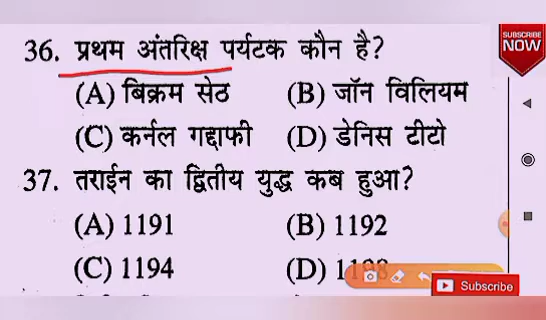 36. प्रथम अंतरिक्ष पर्यटक कौन है?
SUBSCRIBE
NOW
(A) बिक्रम सेठ (B) जॉन विलियम
(C) कर्नल गद्दाफी (D) डेनिस टीटो
37. तराईन का द्वितीय युद्ध कब हुआ?
(A) 1191 (B) 1192
(C) 1194 (D)
Subscribe